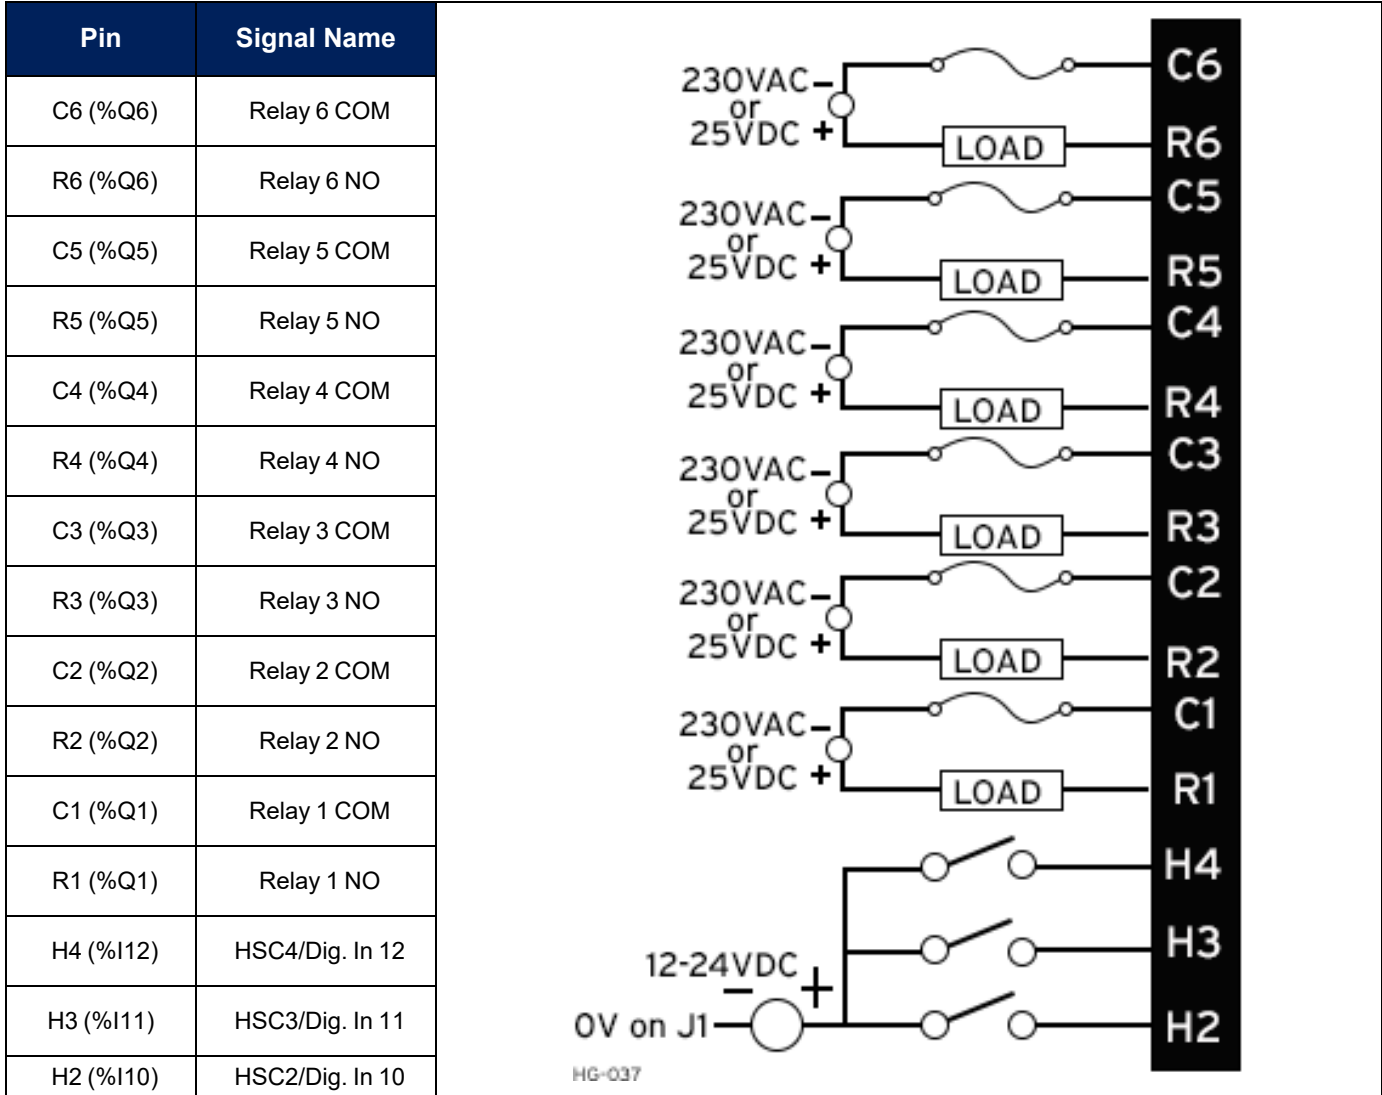 Pin Signal Name
C6 (%Q6) Relay 6 COM
R6 (%Q6) Relay 6 NO
C5 (%Q5) Relay 5 COM
R5 (%Q5) Relay 5 NO
C4 (%Q4) Relay 4 COM
R4 (%Q4) Relay 4 NO
C3 (%Q3) Relay 3 COM
R3 (%Q3) Relay 3 NO
C2 (%Q2) Relay 2 COM
R2 (%Q2) Relay 2 NO
C1 (%Q1) Relay 1 COM
R1 (%Q1) Relay 1 NO
H4 (%I12) HSC4/Dig. In 12
H3 (%I11) HSC3/Dig. In 11
H2 (%I10) HSC2/Dig. In 10
C6
230VAC –
or
25VDC +
LOAD R6
C5
230VAC –
or
25VDC +
LOAD R5
C4
230VAC –
or
25VDC +
LOAD R4
C3
230VAC –
or
25VDC +
LOAD R3
C2
230VAC –
or
25VDC +
LOAD R2
C1
230VAC –
or
25VDC +
LOAD R1
H4
H3
12-24VDC
– +
0V on J1 H2
HG-037